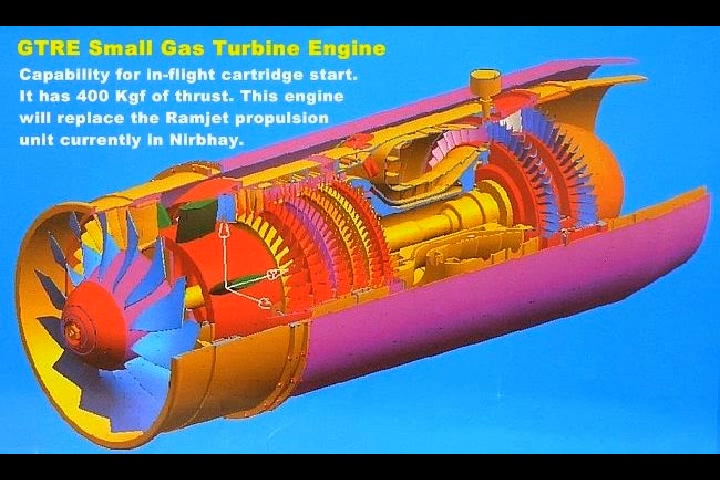 GTRE Small Gas Turbine Engine
Capability for in-flight cartridge start.
It has 400 Kgf of thrust. This engine
will replace the Ramjet propulsion
unit currently in Nirbhay.